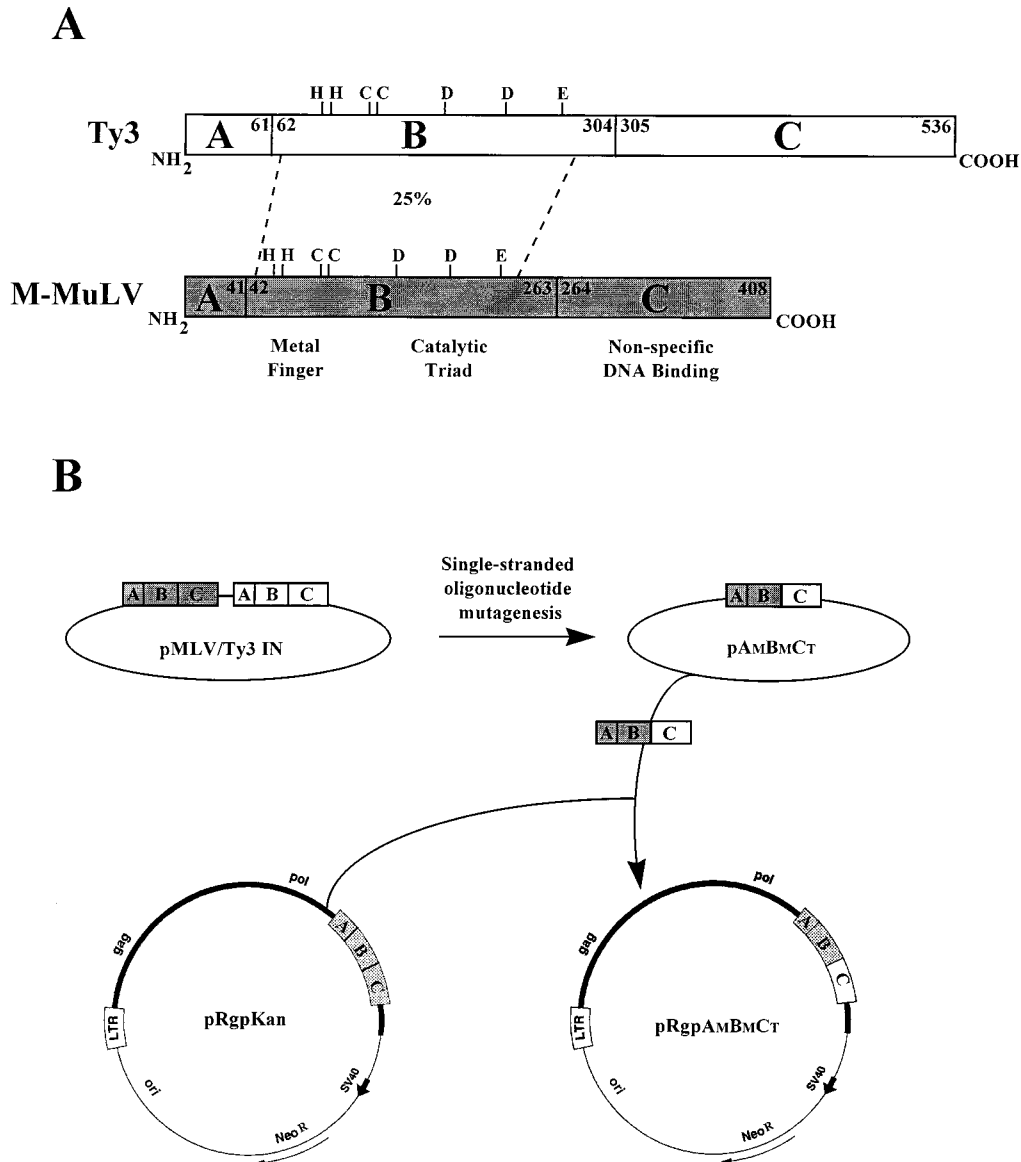 A
H H C C D D E
Ty3
A 61 62 B 304 305 C 536
NH2 COOH
25%
H H C C D D E
M-MuLV
A 41 42 B 263 264 C 408
NH2 COOH
Metal
Finger
Catalytic
Triad
Non-specific
DNA Binding
B
A B C A B C
pMLV/Ty3 IN
Single-stranded
oligonucleotide
mutagenesis
A B C
pAMBMCT
A B C
pol
gag
A B C
LTR
pRgpKan
ori
SV40
NeoR
pol
gag
A B C
LTR
pRgpAMBMCT
ori
SV40
NeoR